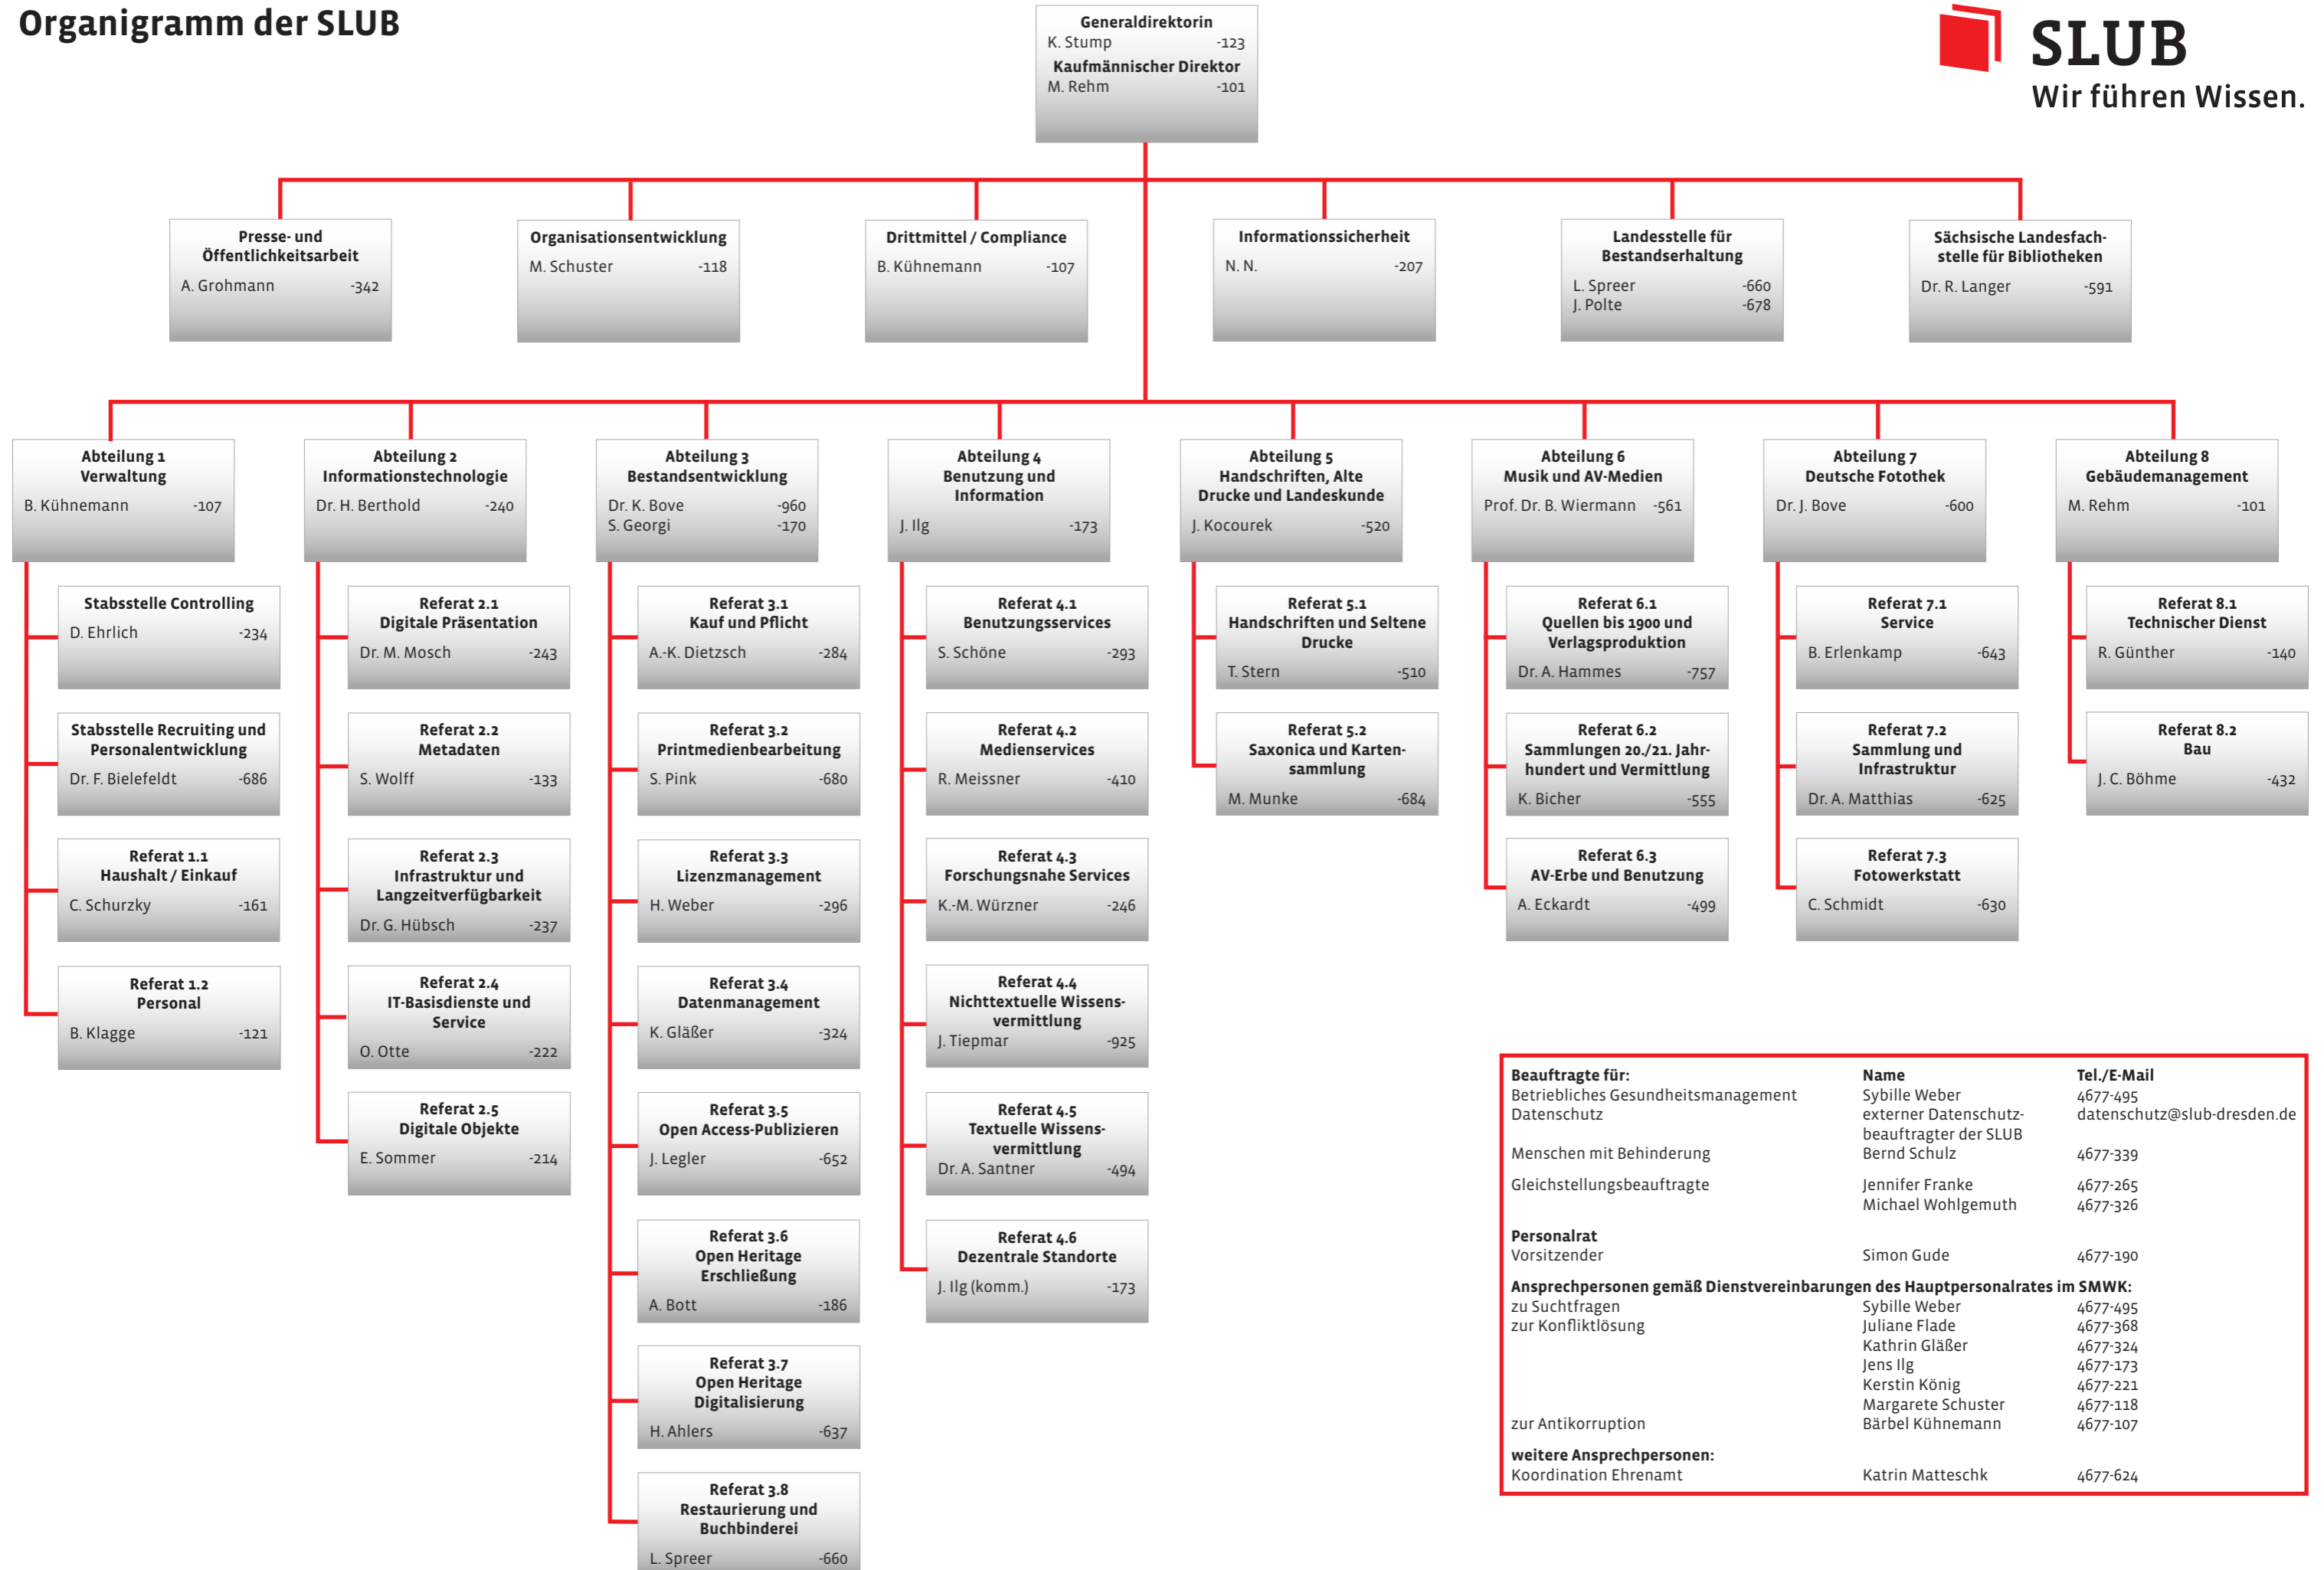 Organigramm der SLUB
SLUB
Wir führen Wissen.
Generaldirektorin
K. Stump -123
Kaufmännischer Direktor
M. Rehm -101
Presse- und
Öffentlichkeitsarbeit
A. Grohmann -342
Organisationsentwicklung
M. Schuster -118
Drittmittel / Compliance
B. Kühnemann -107
Informationssicherheit
N. N. -207
Landesstelle für
Bestandserhaltung
L. Spreer -660
J. Polte -678
Sächsische Landesfach-
stelle für Bibliotheken
Dr. R. Langer -591
Abteilung 1
Verwaltung
B. Kühnemann -107
Stabsstelle Controlling
D. Ehrlich -234
Stabsstelle Recruiting und
Personalentwicklung
Dr. F. Bielefeldt -686
Referat 1.1
Haushalt / Einkauf
C. Schurzky -161
Referat 1.2
Personal
B. Klagge -121
Abteilung 2
Informationstechnologie
Dr. H. Berthold -240
Referat 2.1
Digitale Präsentation
Dr. M. Mosch -243
Referat 2.2
Metadaten
S. Wolff -133
Referat 2.3
Infrastruktur und
Langzeitverfügbarkeit
Dr. G. Hübsch -237
Referat 2.4
IT-Basisdienste und
Service
O. Otte -222
Referat 2.5
Digitale Objekte
E. Sommer -214
Abteilung 3
Bestandsentwicklung
Dr. K. Bove -960
S. Georgi -170
Referat 3.1
Kauf und Pflicht
A.-K. Dietzsch -284
Referat 3.2
Printmedienbearbeitung
S. Pink -680
Referat 3.3
Lizenzmanagement
H. Weber -296
Referat 3.4
Datenmanagement
K. Gläßer -324
Referat 3.5
Open Access-Publizieren
J. Legler -652
Referat 3.6
Open Heritage
Erschließung
A. Bott -186
Referat 3.7
Open Heritage
Digitalisierung
H. Ahlers -637
Referat 3.8
Restaurierung und
Buchbinderei
L. Spreer -660
Abteilung 4
Benutzung und
Information
J. Ilg -173
Referat 4.1
Benutzungsservices
S. Schöne -293
Referat 4.2
Medienservices
R. Meissner -410
Referat 4.3
Forschungsnahe Services
K.-M. Würzner -246
Referat 4.4
Nichttextuelle Wissens-
vermittlung
J. Tiepmar -925
Referat 4.5
Textuelle Wissens-
vermittlung
Dr. A. Santner -494
Referat 4.6
Dezentrale Standorte
J. Ilg (komm.) -173
Abteilung 5
Handschriften, Alte
Drucke und Landeskunde
J. Kocourek -520
Referat 5.1
Handschriften und Seltene
Drucke
T. Stern -510
Referat 5.2
Saxonica und Karten-
sammlung
M. Munke -684
Abteilung 6
Musik und AV-Medien
Prof. Dr. B. Wiermann -561
Referat 6.1
Quellen bis 1900 und
Verlagsproduktion
Dr. A. Hammes -757
Referat 6.2
Sammlungen 20./21. Jahr-
hundert und Vermittlung
K. Bicher -555
Referat 6.3
AV-Erbe und Benutzung
A. Eckardt -499
Abteilung 7
Deutsche Fotothek
Dr. J. Bove -600
Referat 7.1
Service
B. Erlenkamp -643
Referat 7.2
Sammlung und
Infrastruktur
Dr. A. Matthias -625
Referat 7.3
Fotowerkstatt
C. Schmidt -630
Abteilung 8
Gebäudemanagement
M. Rehm -101
Referat 8.1
Technischer Dienst
R. Günther -140
Referat 8.2
Bau
J. C. Böhme -432
Beauftragte für: Name Tel./E-Mail
Betriebliches Gesundheitsmanagement Sybille Weber 4677-495
Datenschutz externer Datenschutz- datenschutz@slub-dresden.de
beauftragter der SLUB
Menschen mit Behinderung Bernd Schulz 4677-339
Gleichstellungsbeauftragte Jennifer Franke 4677-265
Michael Wohlgemuth 4677-326
Personalrat
Vorsitzender Simon Gude 4677-190
Ansprechpersonen gemäß Dienstvereinbarungen des Hauptpersonalrates im SMWK:
zu Suchtfragen Sybille Weber 4677-495
zur Konfliktlösung Juliane Flade 4677-368
Kathrin Gläßer 4677-324
Jens Ilg 4677-173
Kerstin König 4677-221
Margarete Schuster 4677-118
zur Antikorruption Bärbel Kühnemann 4677-107
weitere Ansprechpersonen:
Koordination Ehrenamt Katrin Matteschk 4677-624